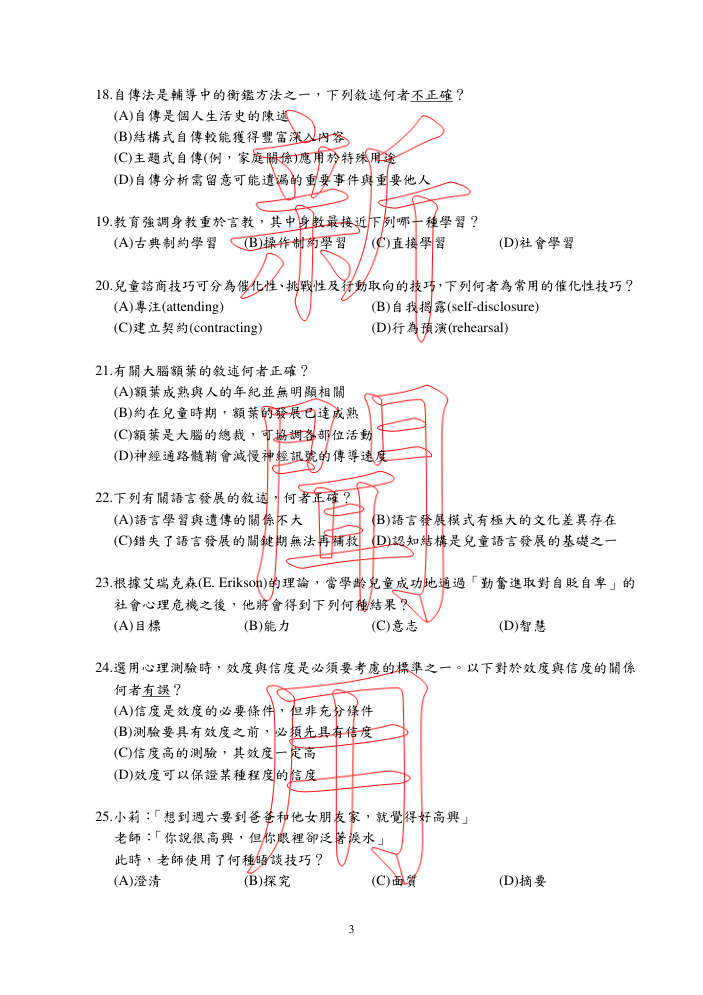 18.自傳法是輔導中的衡鑑方法之一，下列敘述何者不正確？
(A)自傳是個人生活史的陳述
(B)結構式自傳較能獲得豐富深入內容
(C)主題式自傳(例，家庭關係)應用於特殊用途
(D)自傳分析需留意可能遺漏的重要事件與重要他人
19.教育強調身教重於言教，其中身教最接近下列哪一種學習？
(A)古典制約學習 (B)操作制約學習 (C)直接學習 (D)社會學習
20.兒童諮商技巧可分為催化性、挑戰性及行動取向的技巧，下列何者為常用的催化性技巧？
(A)專注(attending) (B)自我揭露(self-disclosure)
(C)建立契約(contracting) (D)行為預演(rehearsal)
21.有關大腦額葉的敘述何者正確？
(A)額葉成熟與人的年紀並無明顯相關
(B)約在兒童時期，額葉的發展已達成熟
(C)額葉是大腦的總裁，可協調各部位活動
(D)神經通路髓鞘會減慢神經訊號的傳導速度
22.下列有關語言發展的敘述，何者正確？
(A)語言學習與遺傳的關係不大 (B)語言發展模式有極大的文化差異存在
(C)錯失了語言發展的關鍵期無法再補救 (D)認知結構是兒童語言發展的基礎之一
23.根據艾瑞克森(E. Erikson)的理論，當學齡兒童成功地通過「勤奮進取對自貶自卑」的
社會心理危機之後，他將會得到下列何種結果？
(A)目標 (B)能力 (C)意志 (D)智慧
24.選用心理測驗時，效度與信度是必須要考慮的標準之一。以下對於效度與信度的關係
何者有誤？
(A)信度是效度的必要條件，但非充分條件
(B)測驗要具有效度之前，必須先具有信度
(C)信度高的測驗，其效度一定高
(D)效度可以保證某種程度的信度
25.小莉：「想到週六要到爸爸和他女朋友家，就覺得好高興」
老師：「你說很高興，但你眼裡卻泛著淚水」
此時，老師使用了何種晤談技巧？
(A)澄清 (B)探究 (C)面質 (D)摘要
3
新
聞
用